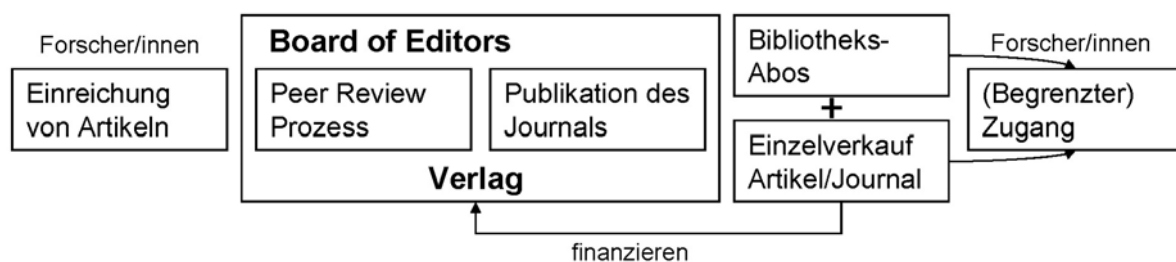 Forscher/innen
Einreichung
von Artikeln
Board of Editors
Peer Review
Prozess
Publikation des
Journals
Verlag
Bibliotheks-
Abos
+
Einzelverkauf
Artikel/Journal
Forscher/innen
(Begrenzter)
Zugang
finanzieren